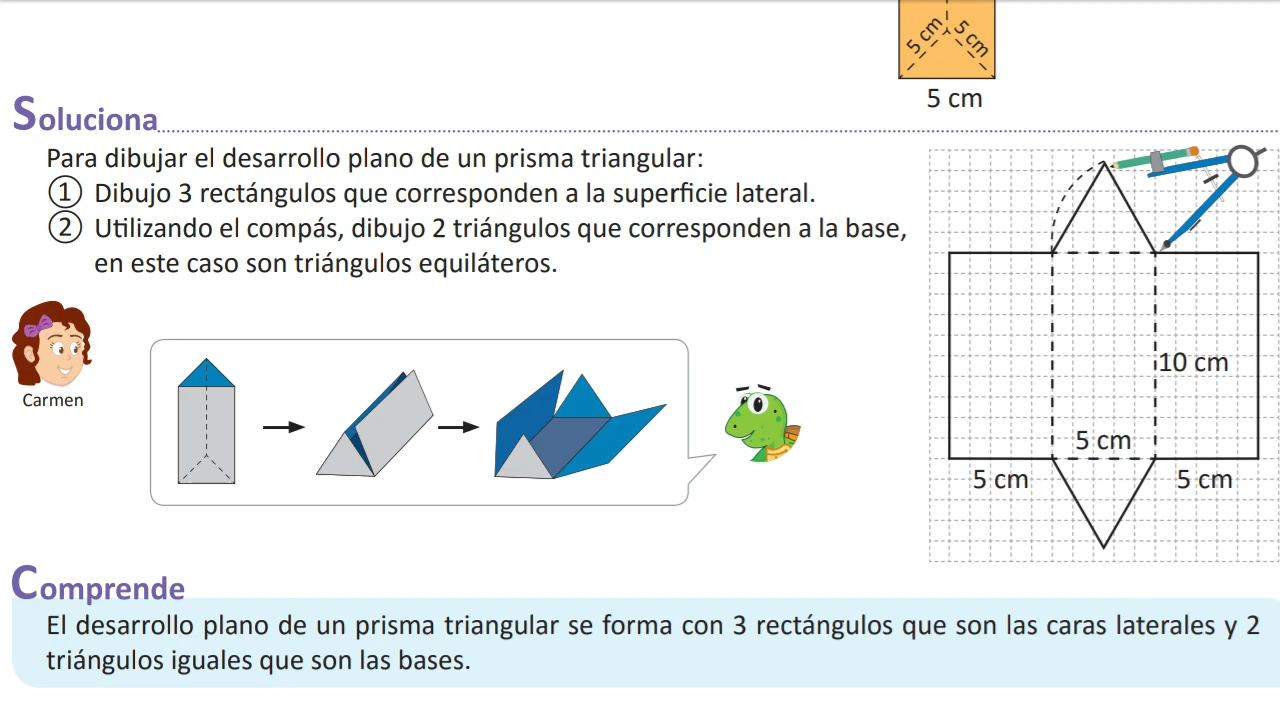 5 cm 5 cm
5 cm
Soluciona
Para dibujar el desarrollo plano de un prisma triangular:
1 Dibujo 3 rectángulos que corresponden a la superficie lateral.
2 Utilizando el compás, dibujo 2 triángulos que corresponden a la base,
en este caso son triángulos equiláteros.
Carmen
10 cm
5 cm
5 cm 5 cm
Comprende
El desarrollo plano de un prisma triangular se forma con 3 rectángulos que son las caras laterales y 2
triángulos iguales que son las bases.